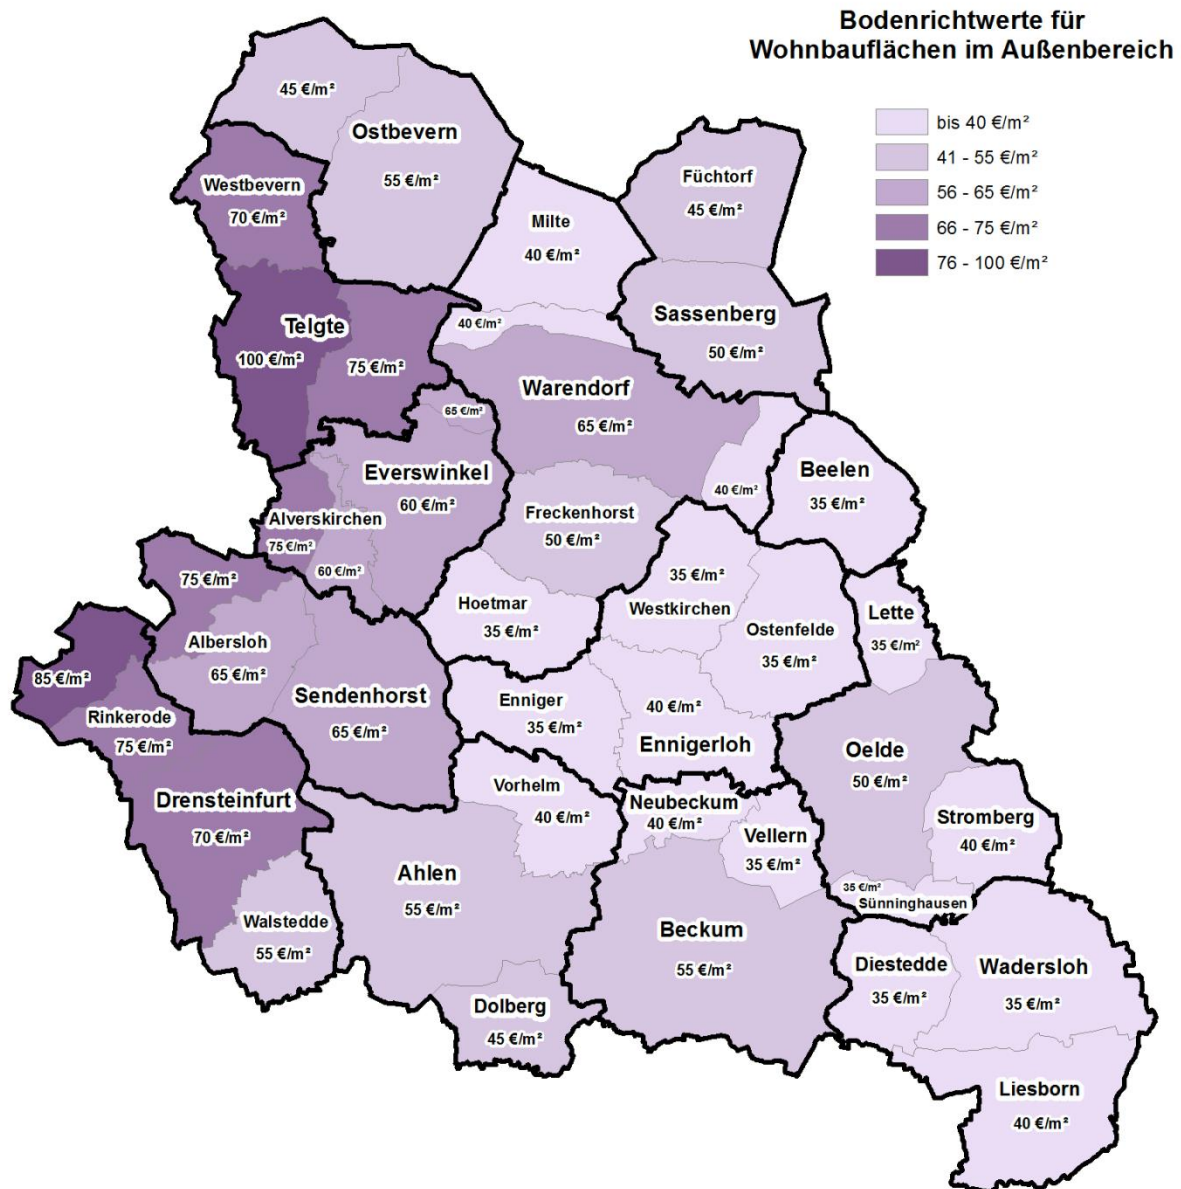 Bodenrichtwerte für
Wohnbauflächen im Außenbereich
bis 40 €/m²
41 - 55 €/m²
56 - 65 €/m²
66 - 75 €/m²
76 - 100 €/m²
45 €/m²
Ostbevern
55 €/m²
Westbevern
70 €/m²
Füchtorf
45 €/m²
Milte
40 €/m²
Telgte
100 €/m²
75 €/m²
40 €/m²
Sassenberg
50 €/m²
Warendorf
65 €/m²
65 €/m²
Everswinkel
60 €/m²
40 €/m²
Beelen
35 €/m²
Alverskirchen
75 €/m²
60 €/m²
Freckenhorst
50 €/m²
75 €/m²
Albersloh
65 €/m²
Hoetmar
35 €/m²
35 €/m²
Westkirchen
Ostenfelde
35 €/m²
Lette
35 €/m²
85 €/m²
Rinkerode
75 €/m²
Sendenhorst
65 €/m²
Enniger
35 €/m²
40 €/m²
Ennigerloh
Oelde
50 €/m²
Drensteinfurt
70 €/m²
Vorhelm
40 €/m²
Neubeckum
40 €/m²
Vellern
35 €/m²
Stromberg
40 €/m²
Ahlen
55 €/m²
35 €/m²
Sünninghausen
Walstedde
55 €/m²
Beckum
55 €/m²
Diestedde
35 €/m²
Wadersloh
35 €/m²
Dolberg
45 €/m²
Liesborn
40 €/m²